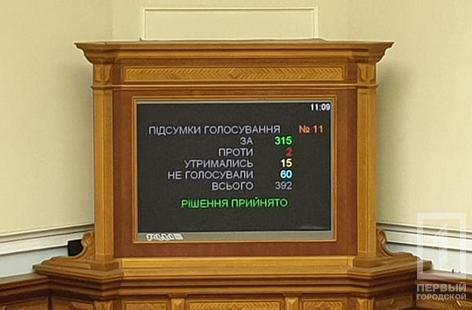 11:09
ПІДСУМКИ ГОЛОСУВАННЯ № 11
ЗА 315
ПРОТИ 2
УТРИМАЛИСЬ 15
НЕ ГОЛОСУВАЛИ 60
ВСЬОГО 392
РІШЕННЯ ПРИЙНЯТО
1
ПЕРВЫЙ
ГОРОДСКОЙ